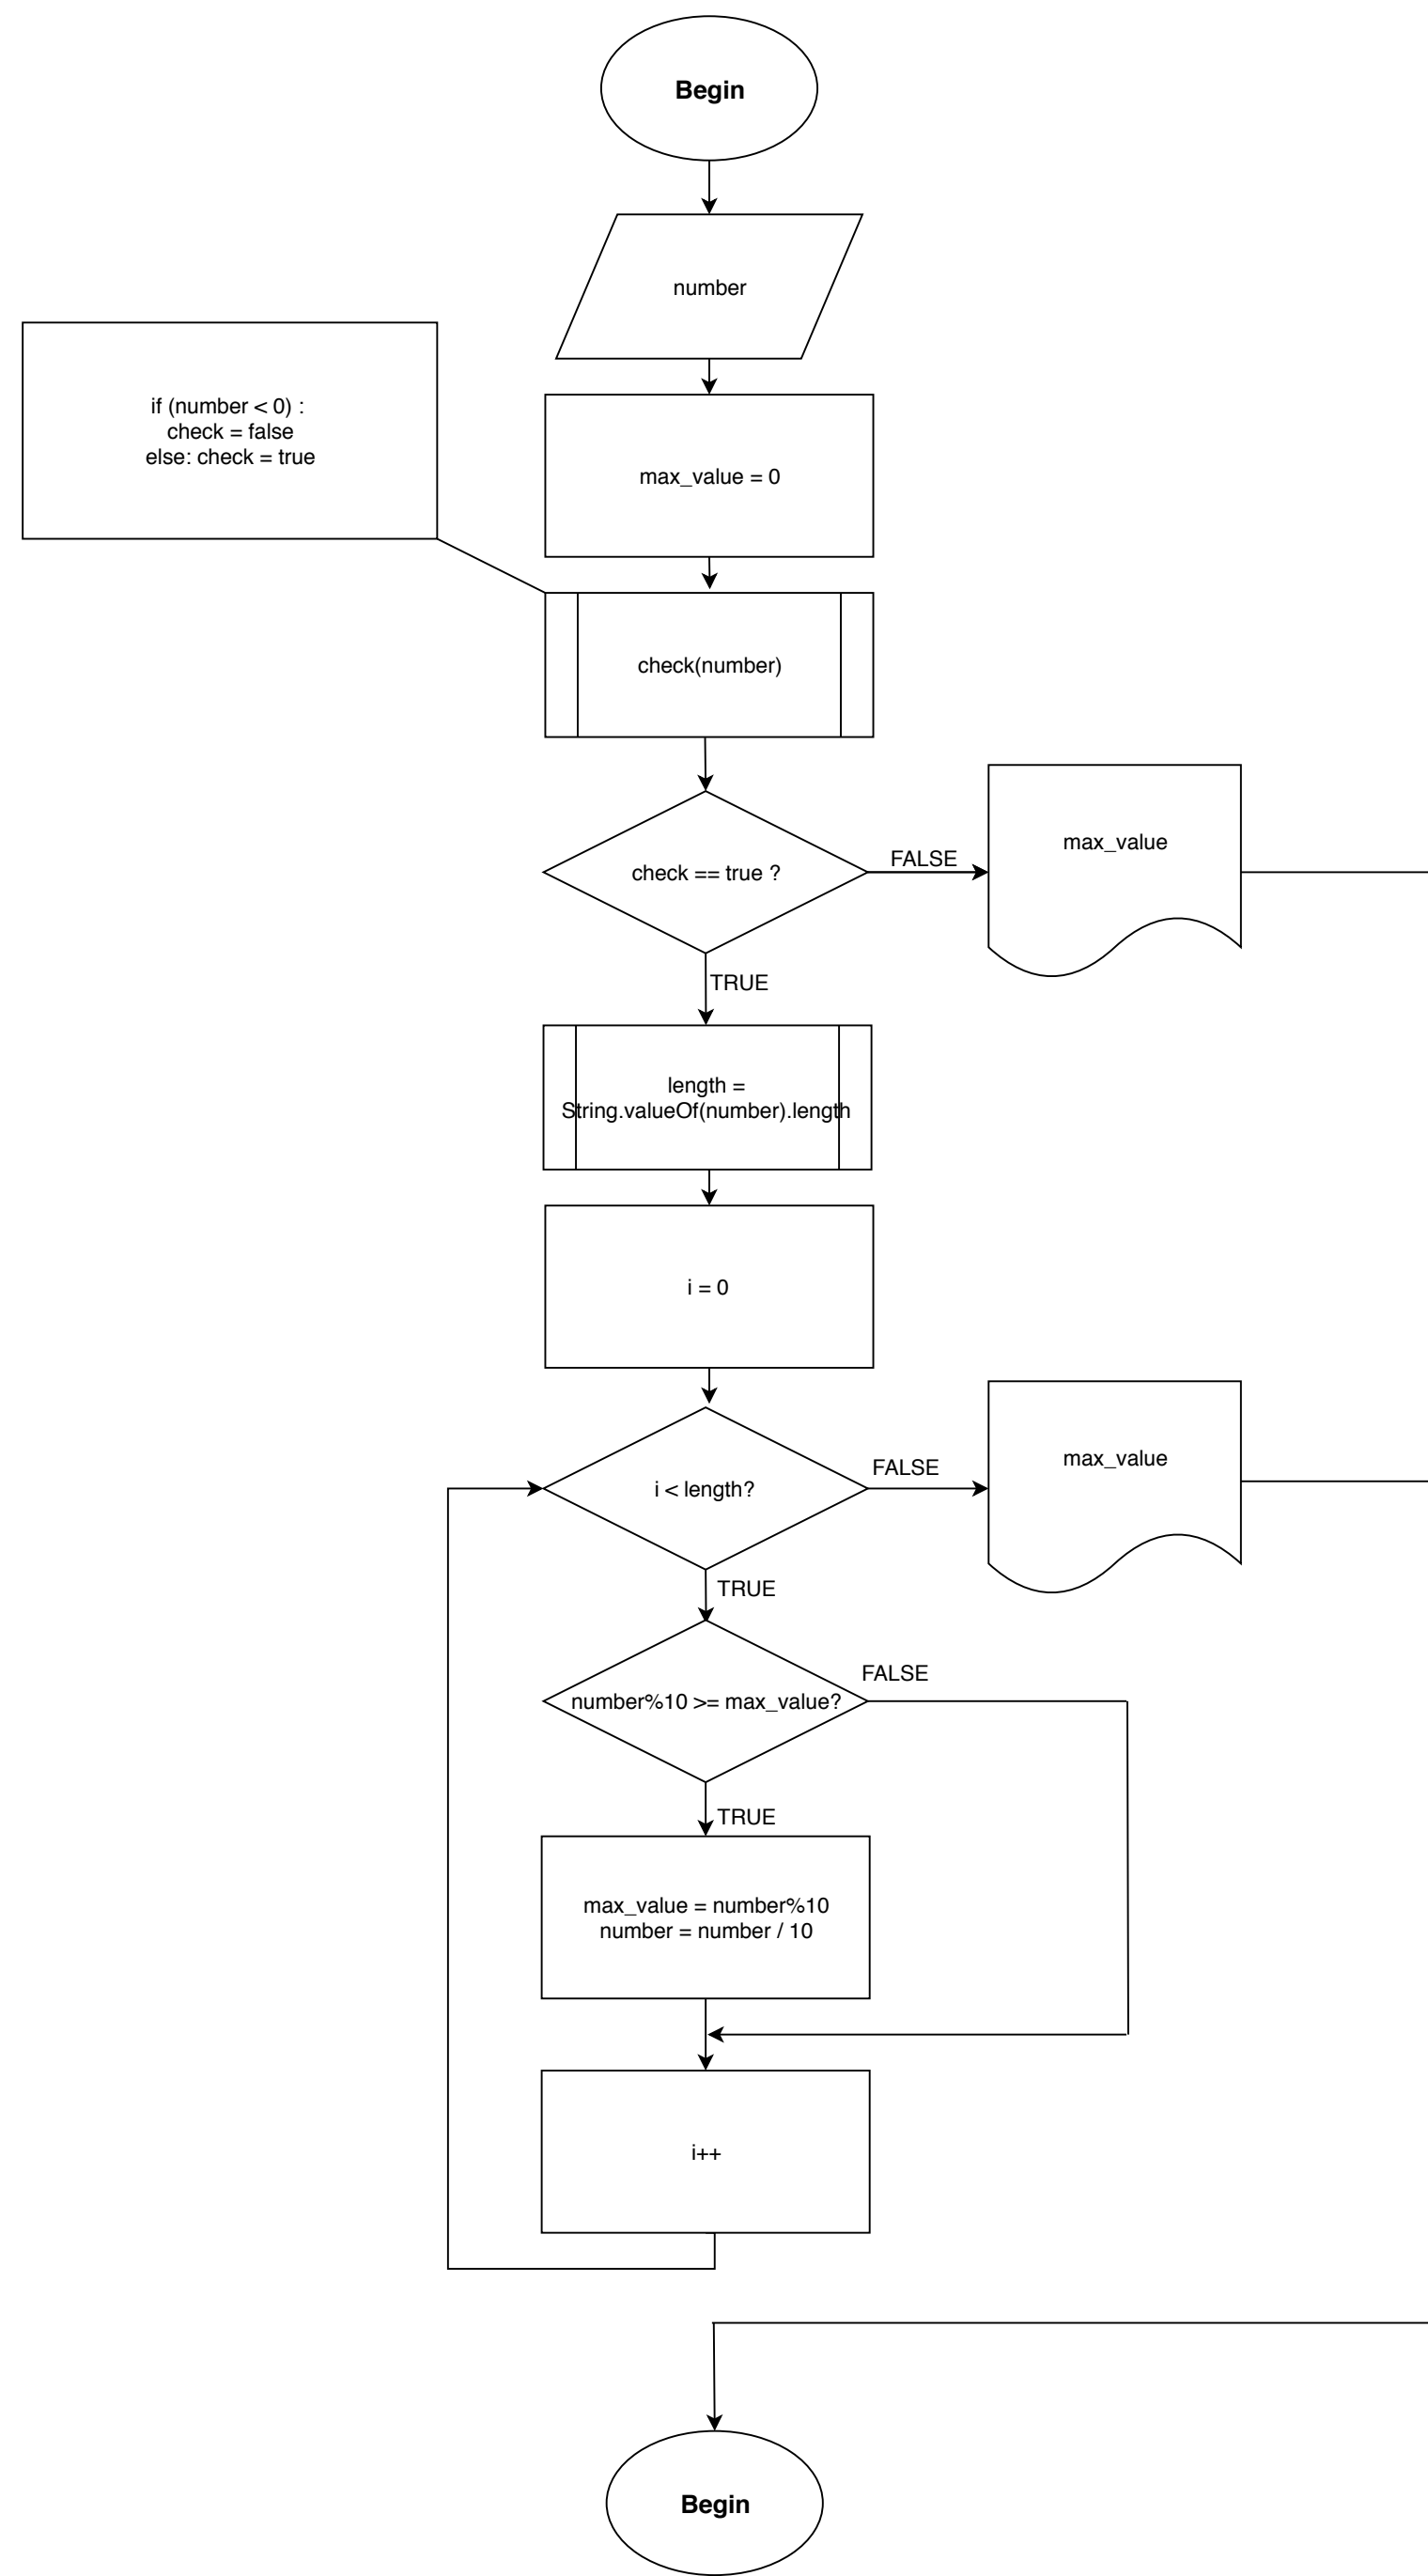 Begin
number
if (number < 0) :
check = false
else: check = true
max_value = 0
check(number)
check == true ?
FALSE
max_value
TRUE
length =
String.valueOf(number).length
i = 0
i < length?
FALSE
max_value
TRUE
number%10 >= max_value?
FALSE
TRUE
max_value = number%10
number = number / 10
i++
Begin